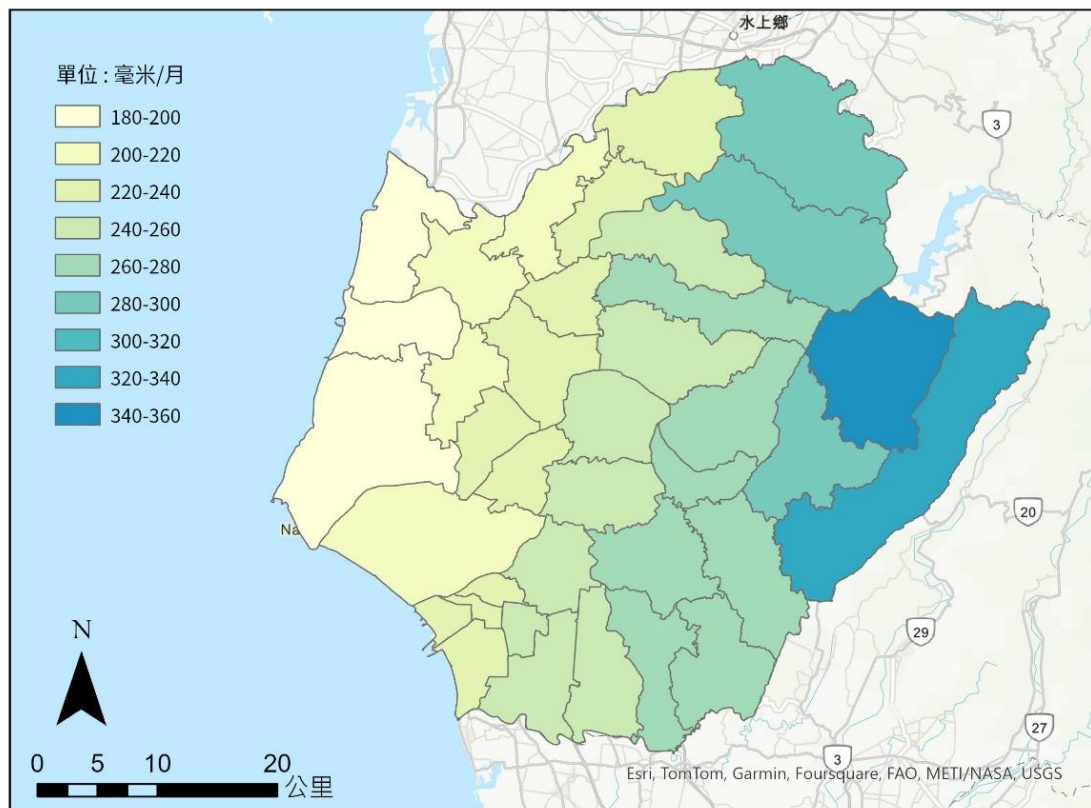 水上鄉
單位 : 毫米/月
180-200
200-220
220-240
240-260
260-280
280-300
300-320
320-340
340-360
3
20
Na
29
27
3
N
0 5 10 20
公里
Esri, TomTom, Garmin, Foursquare, FAO, METI/NASA, USGS